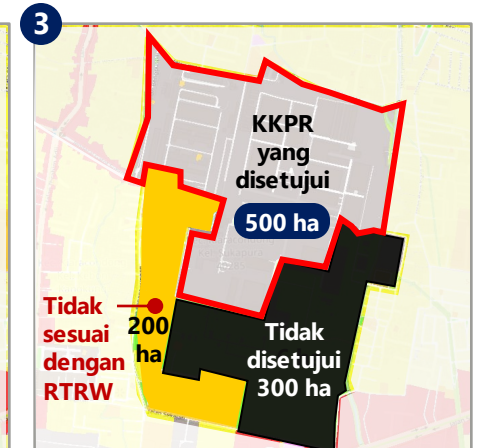 3
KKPR
yang
disetujui
500 ha
Tidak
sesuai
dengan
RTRW
200
ha
Tidak
disetujui
300 ha